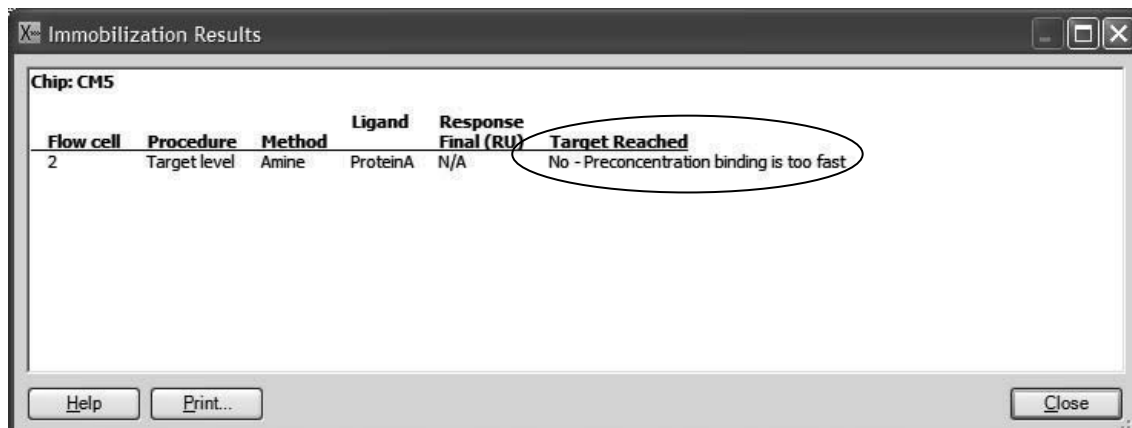 Immobilization Results
Chip: CM5
Ligand Response
Flow cell Procedure Method Final (RU) Target Reached
2 Target level Amine ProteinA N/A No - Preconcentration binding is too fast
Help Print... Close